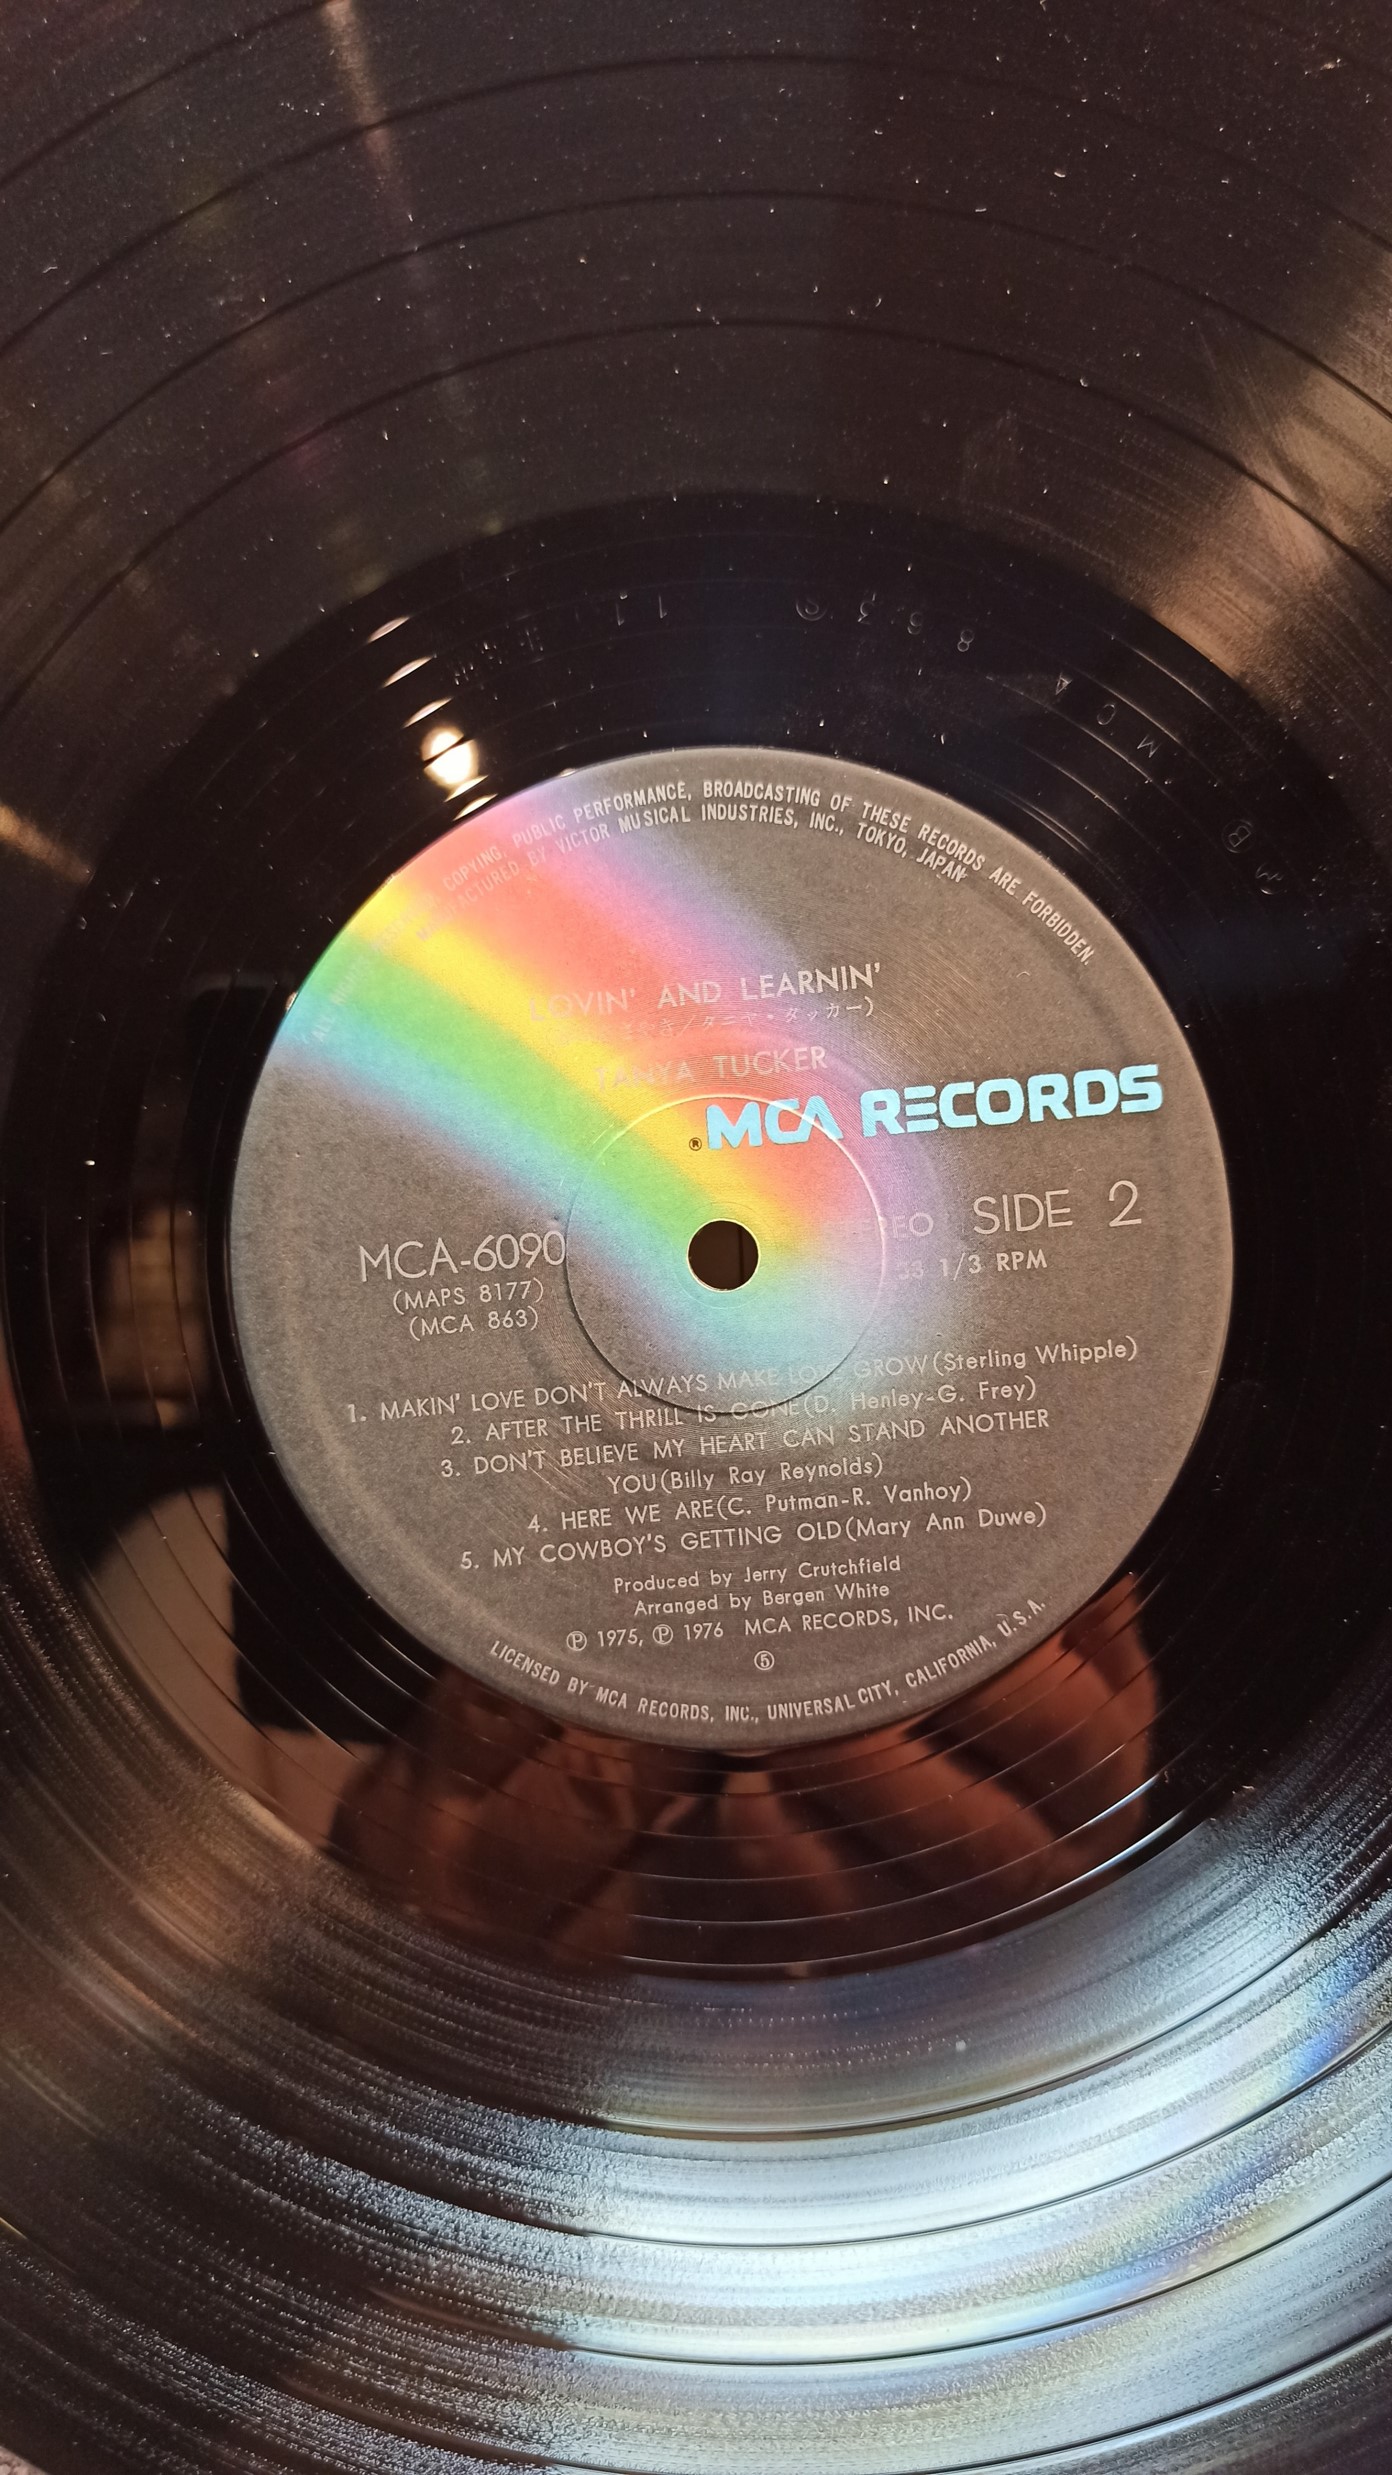 ALL RIGHTS RESERVED. COPYING, PUBLIC PERFORMANCE, BROADCASTING OF THESE RECORDS ARE FORBIDDEN.
MANUFACTURED BY VICTOR MUSICAL INDUSTRIES, INC., TOKYO, JAPAN
LOVIN' AND LEARNIN'
タニヤ・タッカー)
TANYA TUCKER
® MCA RECORDS
STEREO SIDE 2
33 1/3 RPM
MCA-6090
(MAPS 8177)
(MCA 863)
1. MAKIN' LOVE DON'T ALWAYS MAKE LOVE GROW (Sterling Whipple)
2. AFTER THE THRILL IS GONE (D. Henley-G. Frey)
3. DON'T BELIEVE MY HEART CAN STAND ANOTHER
YOU (Billy Ray Reynolds)
4. HERE WE ARE (C. Putman-R. Vanhoy)
5. MY COWBOY'S GETTING OLD (Mary Ann Duwe)
Produced by Jerry Crutchfield
Arranged by Bergen White
Ⓟ 1975, Ⓟ 1976 MCA RECORDS, INC.
⑤
LICENSED BY MCA RECORDS, INC., UNIVERSAL CITY, CALIFORNIA, U.S.A.